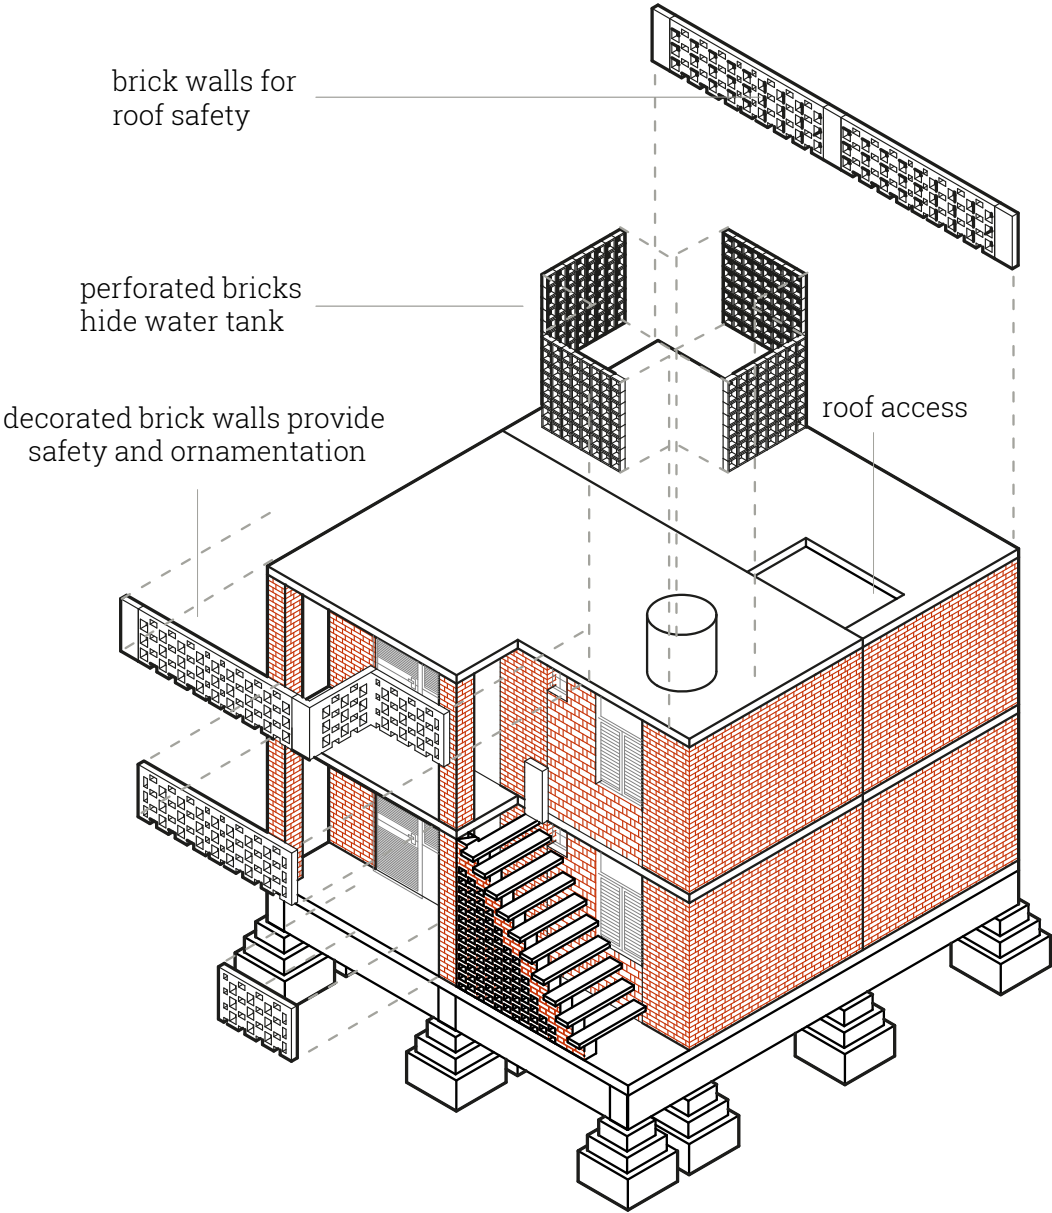 brick walls for
roof safety
perforated bricks
hide water tank
decorated brick walls provide
safety and ornamentation
roof access